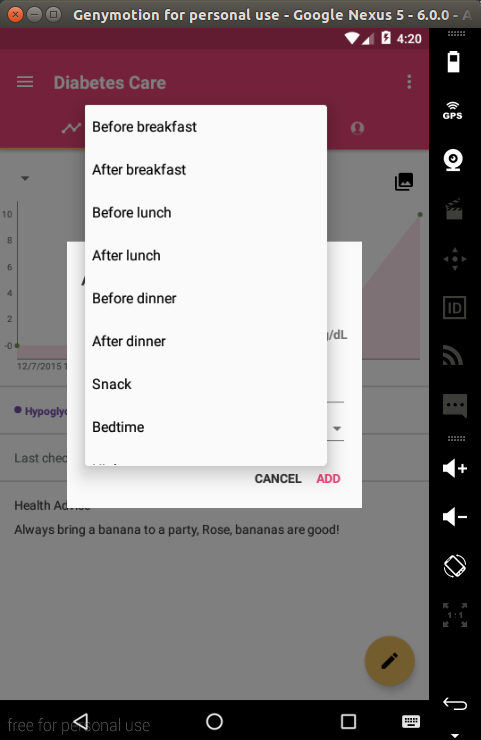 Genymotion for personal use - Google Nexus 5 - 6.0.0 -
4:20
Diabetes Care
GPS
Before breakfast
After breakfast
Before lunch
After lunch
Before dinner
After dinner
Snack
Bedtime
10
8
6
4
2
-0
12/7/2015 1
g/dL
ID
Hypogly
Last chec
CANCEL ADD
Health Advice
Always bring a banana to a party, Rose, bananas are good!
1:1
free for personal use